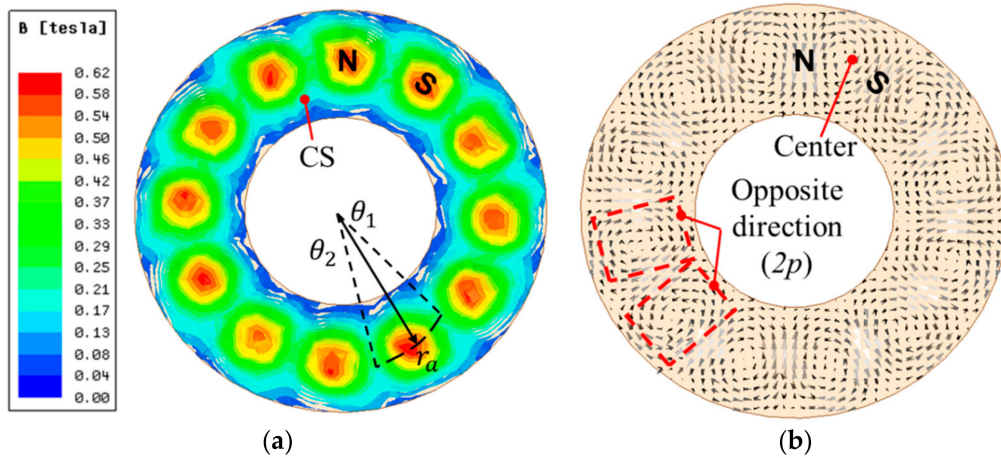 B [tesla]
0.62
0.58
0.54
0.50
0.46
0.42
0.37
0.33
0.29
0.25
0.21
0.17
0.13
0.08
0.04
0.00
N
S
CS
θ₁
θ₂
rₐ
(a)
N
S
Center
Opposite
direction
(2p)
(b)